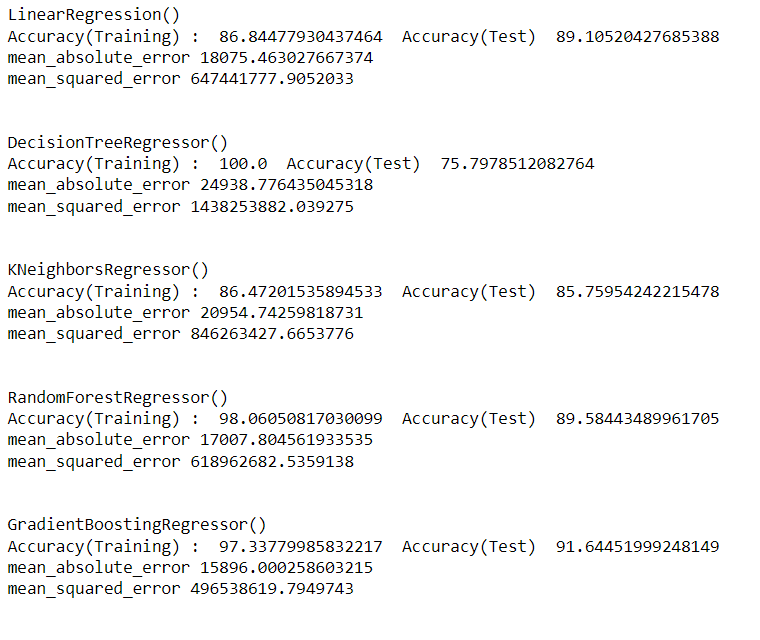 LinearRegression()
Accuracy(Training) :  86.84477930437464  Accuracy(Test)  89.10520427685388
mean_absolute_error 18075.463027667374
mean_squared_error 647441777.9052033
DecisionTreeRegressor()
Accuracy(Training) :  100.0  Accuracy(Test)  75.7978512082764
mean_absolute_error 24938.776435045318
mean_squared_error 1438253882.039275
KNeighborsRegressor()
Accuracy(Training) :  86.47201535894533  Accuracy(Test)  85.75954242215478
mean_absolute_error 20954.74259818731
mean_squared_error 846263427.6653776
RandomForestRegressor()
Accuracy(Training) :  98.06050817030099  Accuracy(Test)  89.58443489961705
mean_absolute_error 17007.804561933535
mean_squared_error 618962682.5359138
GradientBoostingRegressor()
Accuracy(Training) :  97.33779985832217  Accuracy(Test)  91.64451999248149
mean_absolute_error 15896.000258603215
mean_squared_error 496538619.7949743